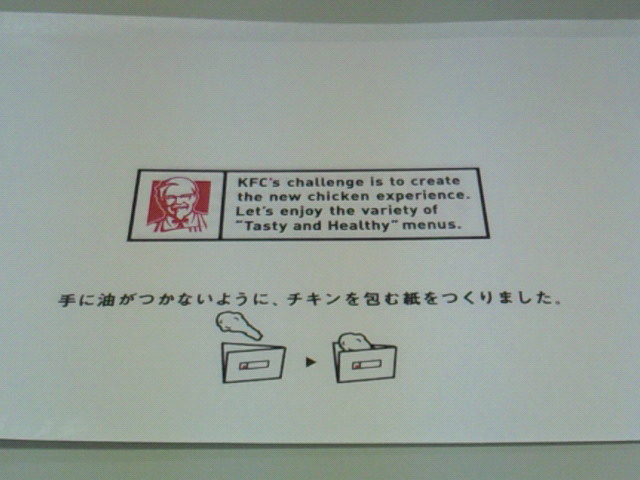 KFC's challenge is to create
the new chicken experience.
Let's enjoy the variety of
"Tasty and Healthy" menus.
手に油がつかないように、チキンを包む紙をつくりました。